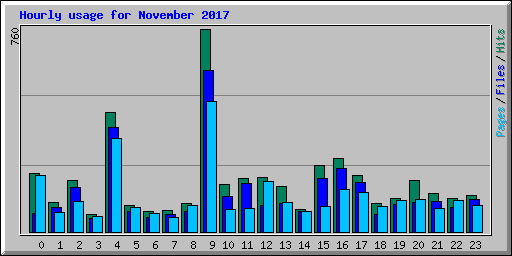 Hourly usage for November 2017
760
Pages / Files / Hits
0 1 2 3 4 5 6 7 8 9 10 11 12 13 14 15 16 17 18 19 20 21 22 23